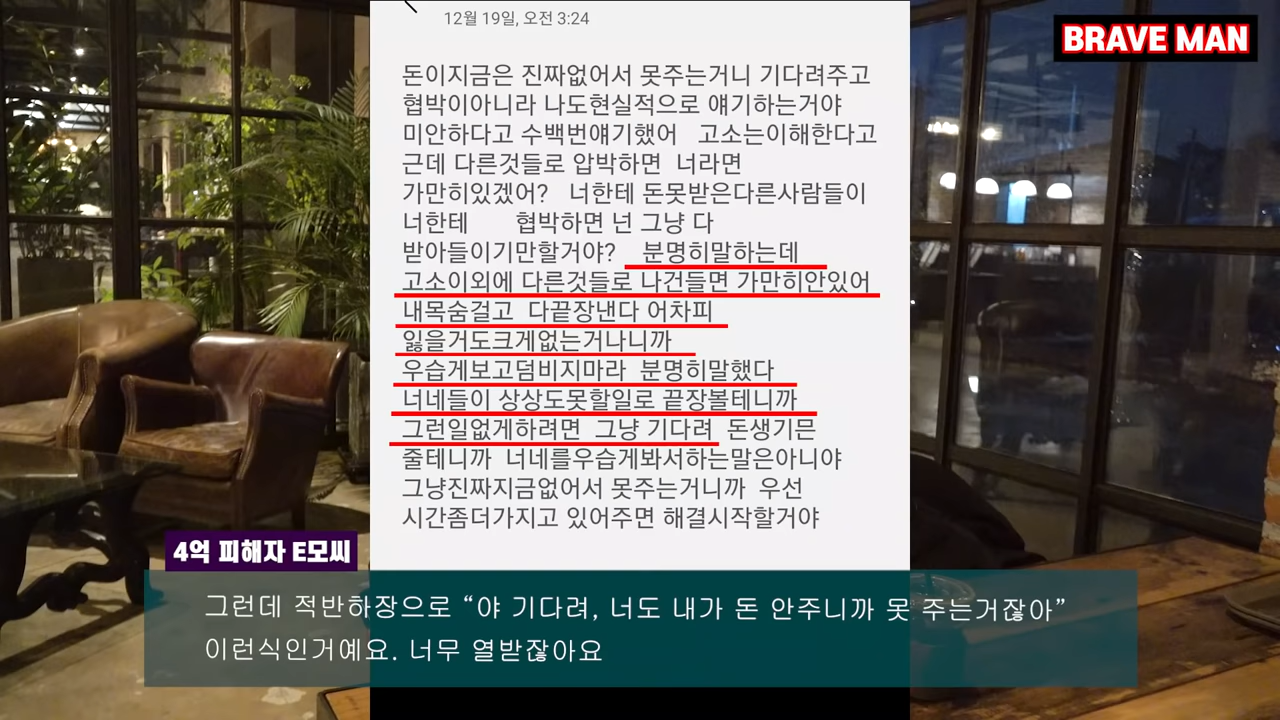 12월 19일, 오전 3:24
BRAVE MAN
돈이지금은 진짜없어서 못주는거니 기다려주고
협박이아니라 나도현실적으로 얘기하는거야
미안하다고 수백번얘기했어 고소는이해한다고
근데 다른것들로 압박하면 너라면
가만히있겠어? 너한테 돈못받은다른사람들이
너한테 협박하면 넌 그냥 다
받아들이기만할거야? 분명히말하는데
고소이외에 다른것들로 나건들면 가만히안있어
내목숨걸고 다끝장낸다 어차피
잃을거도크게없는거나니까
우습게보고덤비지마라 분명히말했다
너네들이 상상도못할일로 끝장볼테니까
그런일없게하려면 그냥 기다려 돈생기믄
줄테니까 너네를우습게봐서하는말은아니야
그냥진짜지금없어서 못주는거니까 우선
시간좀더가지고 있어주면 해결시작할거야
4억 피해자 E모씨
그런데 적반하장으로 “야 기다려, 너도 내가 돈 안주니까 못 주는거잖아”
이런식인거예요. 너무 열받잖아요